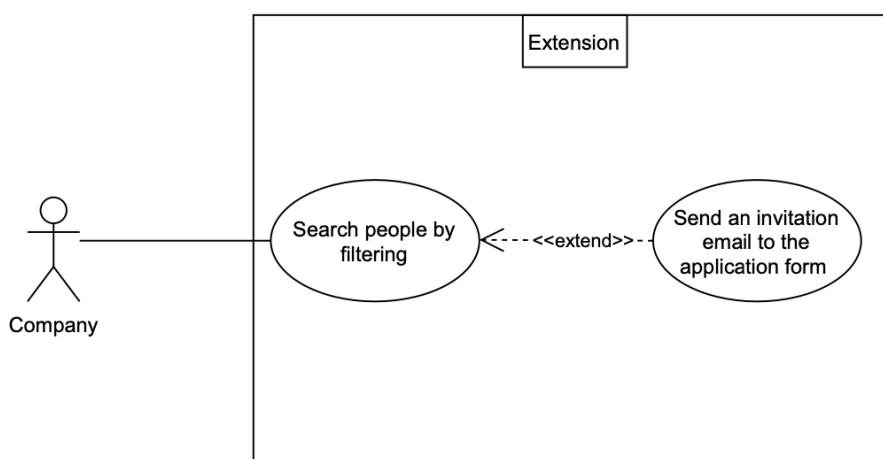 Extension
Search people by
filtering
<<extend>>
Send an invitation
email to the
application form
Company